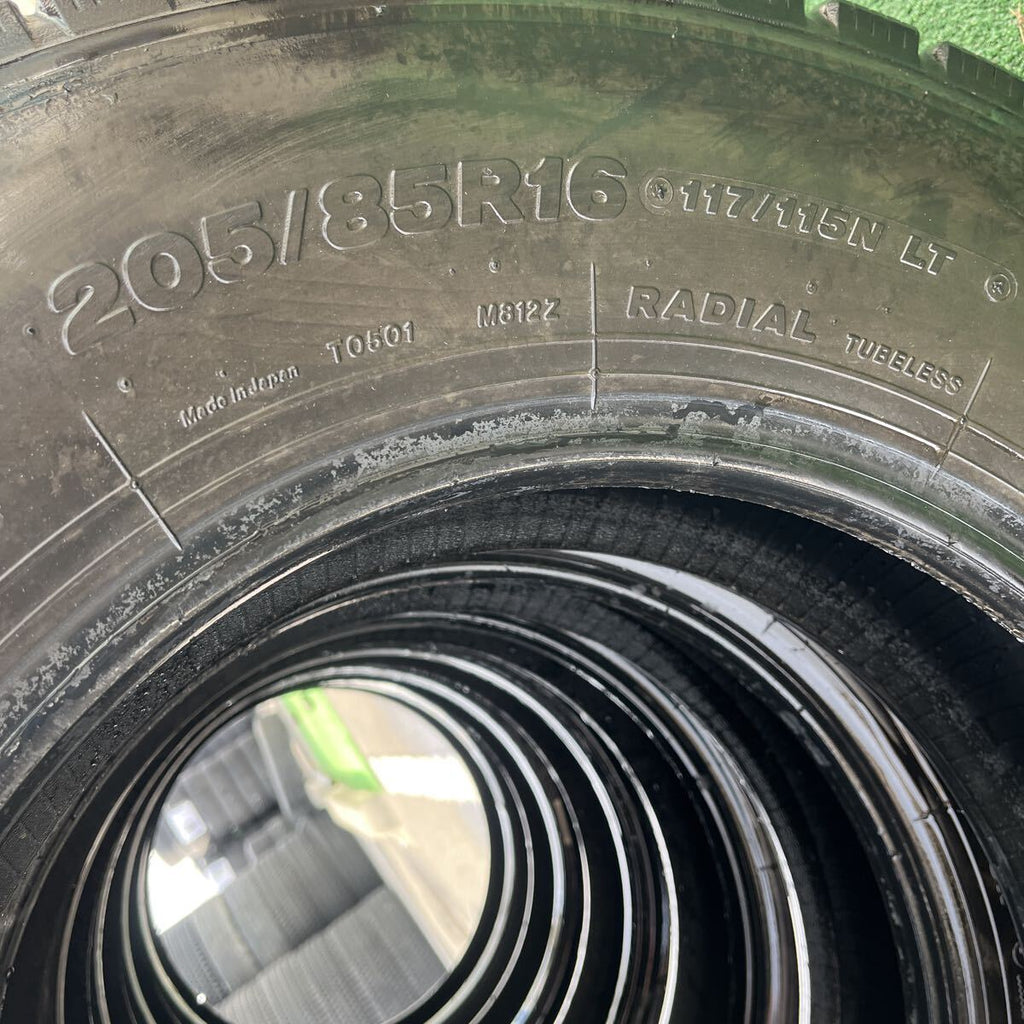 205/85R16 117/115N LT
Made in Japan T0501 M812Z RADIAL TUBELESS